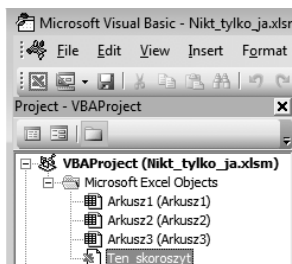 Microsoft Visual Basic - Nikt_tylko_ja.xlsm
File Edit View Insert Format
Project - VBAProject
VBAProject (Nikt_tylko_ja.xlsm)
Microsoft Excel Objects
Arkusz1 (Arkusz1)
Arkusz2 (Arkusz2)
Arkusz3 (Arkusz3)
Ten_skoroszyt